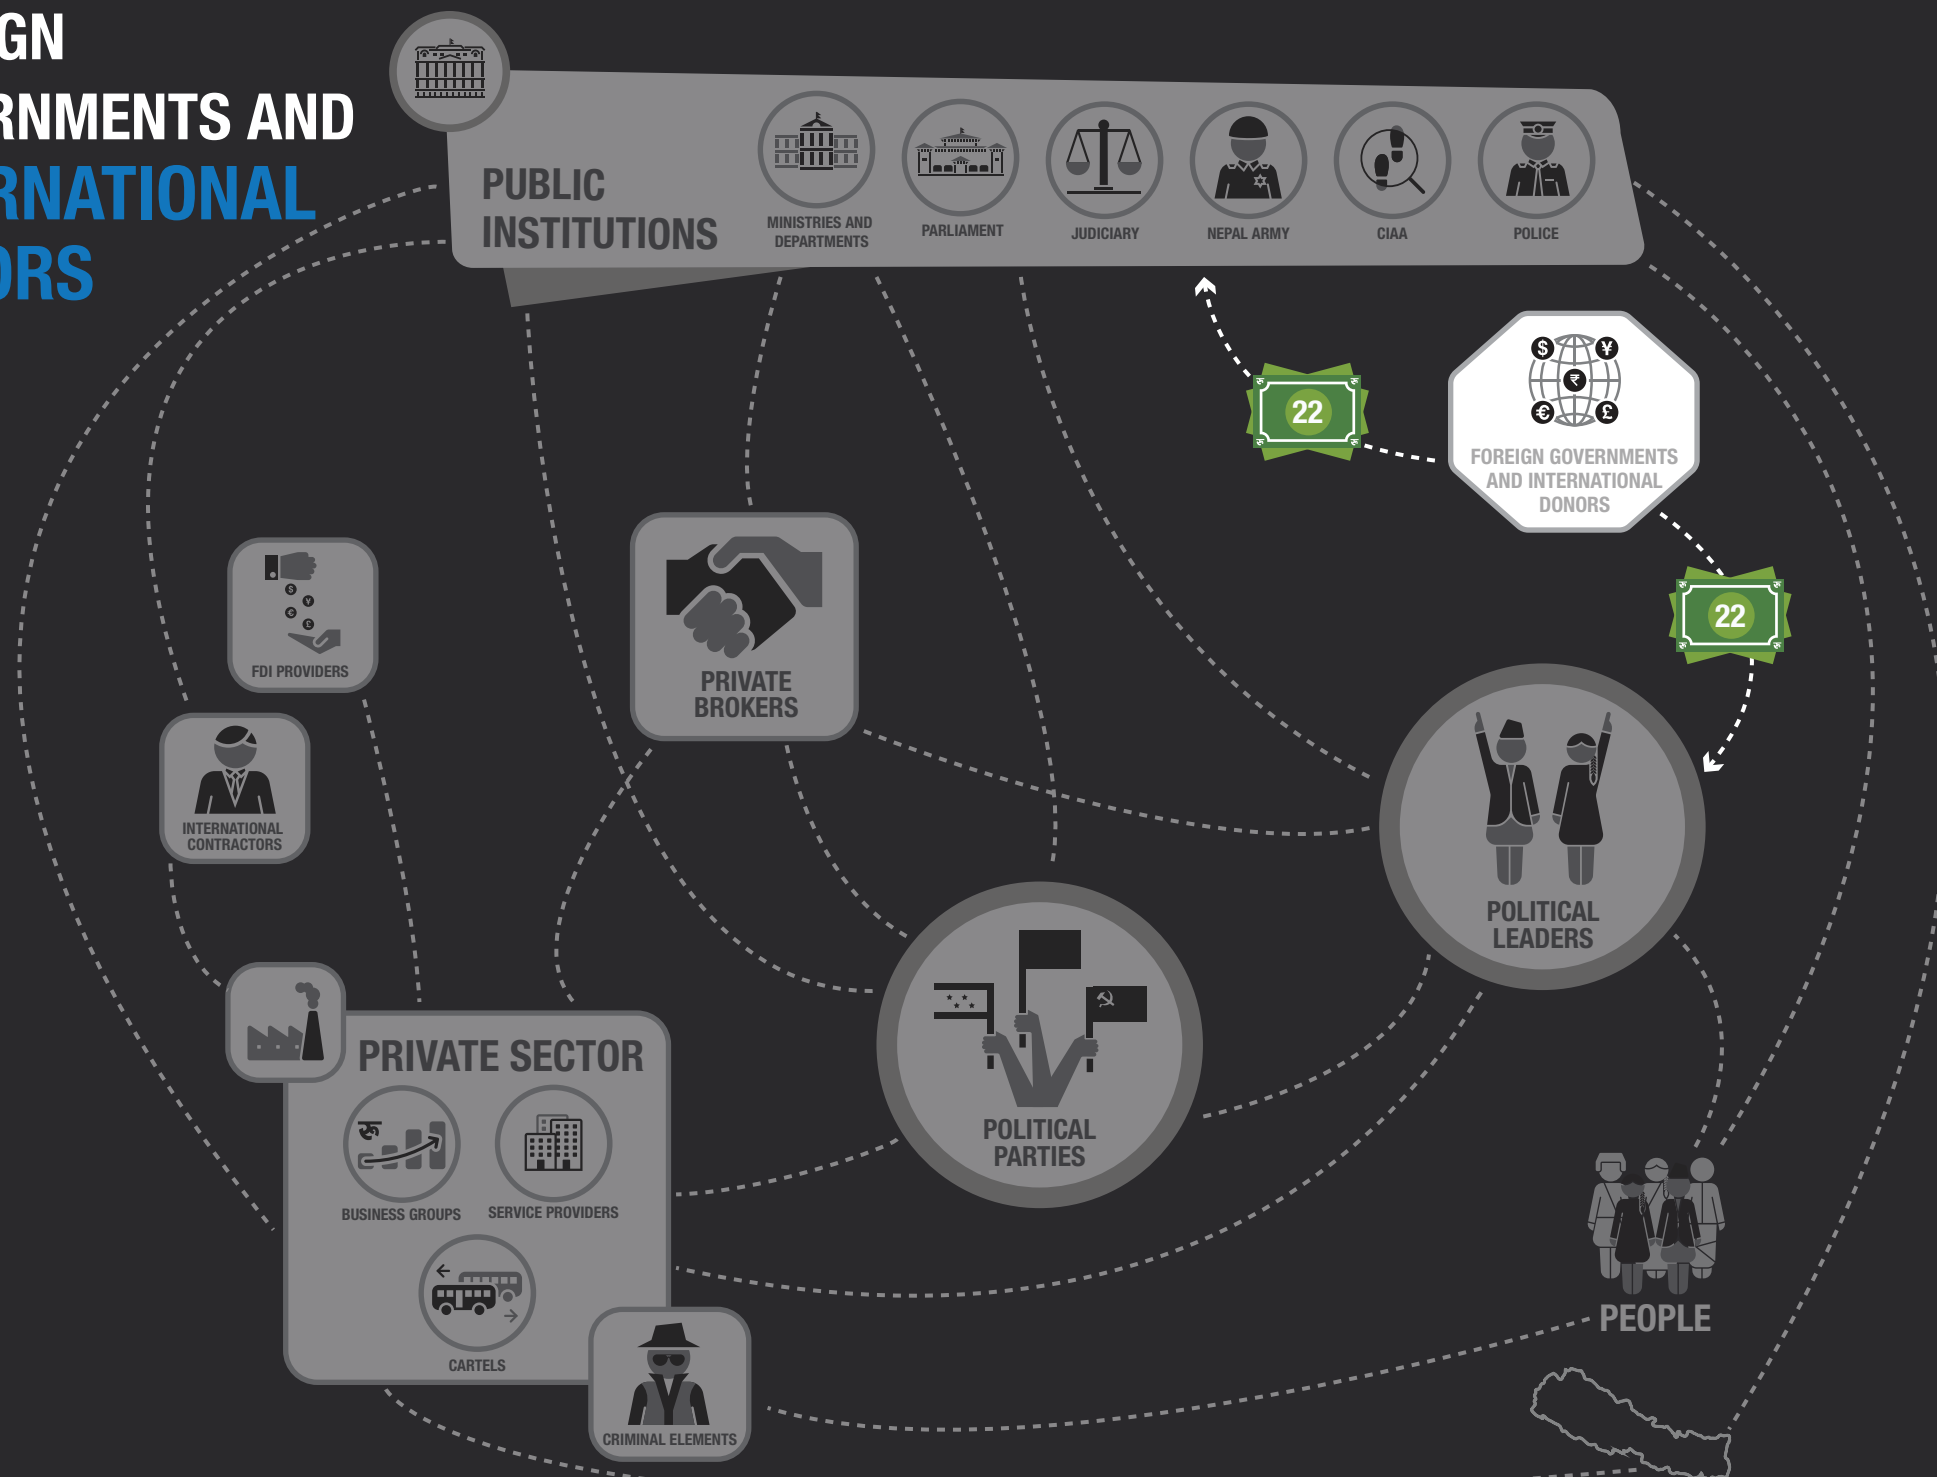 GN
RNMENTS AND
RNATIONAL
ORS
PUBLIC
INSTITUTIONS
MINISTRIES AND
DEPARTMENTS
PARLIAMENT
JUDICIARY
NEPAL ARMY
CIAA
POLICE
$ ¥
₹
€ £
FOREIGN GOVERNMENTS
AND INTERNATIONAL
DONORS
22
22
$
¥
€
£
FDI PROVIDERS
PRIVATE
BROKERS
INTERNATIONAL
CONTRACTORS
POLITICAL
LEADERS
PRIVATE SECTOR
रू
BUSINESS GROUPS
SERVICE PROVIDERS
CARTELS
POLITICAL
PARTIES
PEOPLE
CRIMINAL ELEMENTS